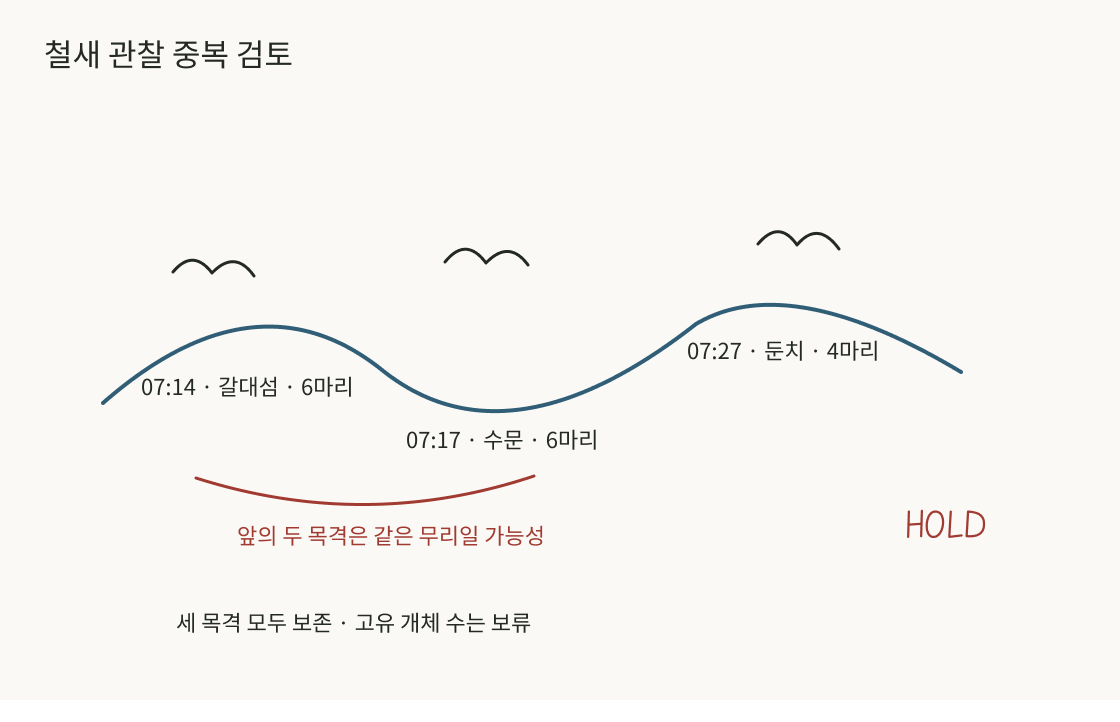 철새 관찰 중복 검토
07:14 · 갈대섬 · 6마리
07:17 · 수문 · 6마리
07:27 · 둔치 · 4마리
앞의 두 목격은 같은 무리일 가능성
HOLD
세 목격 모두 보존 · 고유 개체 수는 보류